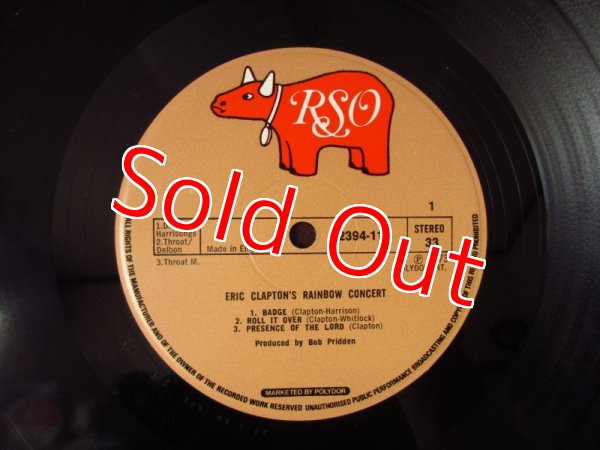 RSO
1
Harrisongs
2.Throat/
Delbon
3.Throat M.
Made in
2394-11
STEREO
33
Sold Out
ERIC CLAPTON'S RAINBOW CONCERT
1. BADGE (Clapton-Harrison)
2. ROLL IT OVER (Clapton-Whitlock)
3. PRESENCE OF THE LORD (Clapton)
Produced by Bob Pridden
MARKETED BY POLYDOR
ALL RIGHTS OF THE MANUFACTURER AND OF THE OWNER OF THE RECORDED WORK RESERVED UNAUTHORISED PUBLIC PERFORMANCE BROADCASTING AND COPYING OF THIS RECORD PROHIBITED